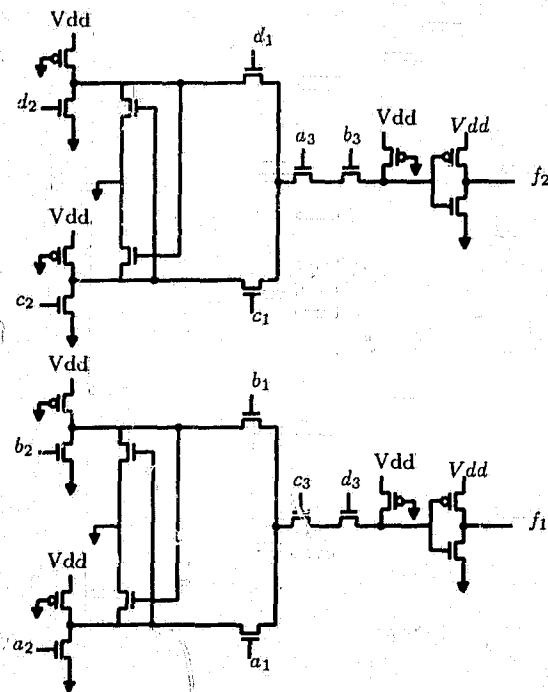 Vdd
d₁
d₂
a₃
b₃
Vdd
Vdd
f₂
Vdd
c₂
c₁
Vdd
b₁
b₂
c₃
d₃
Vdd
Vdd
f₁
Vdd
a₂
a₁